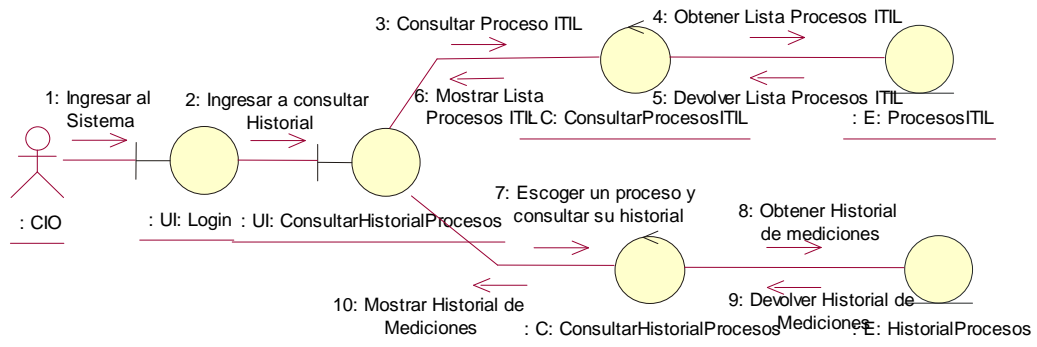 3: Consultar Proceso ITIL
4: Obtener Lista Procesos ITIL
6: Mostrar Lista
Procesos ITIL
5: Devolver Lista Procesos ITIL
: C: ConsultarProcesosITIL
: E: ProcesosITIL
1: Ingresar al
Sistema
2: Ingresar a consultar
Historial
: CIO
: UI: Login
: UI: ConsultarHistorialProcesos
7: Escoger un proceso y
consultar su historial
8: Obtener Historial
de mediciones
10: Mostrar Historial de
Mediciones
9: Devolver Historial de
Mediciones
: C: ConsultarHistorialProcesos
: E: HistorialProcesos